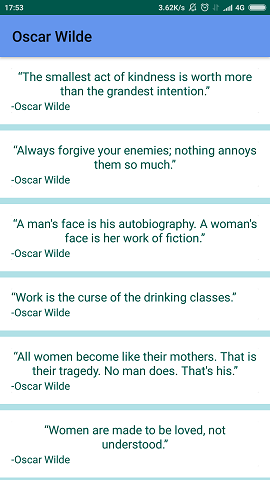 17:53 3.62K/s 4G
Oscar Wilde
“The smallest act of kindness is worth more
than the grandest intention.”
-Oscar Wilde
“Always forgive your enemies; nothing annoys
them so much.”
-Oscar Wilde
“A man's face is his autobiography. A woman's
face is her work of fiction.”
-Oscar Wilde
“Work is the curse of the drinking classes.”
-Oscar Wilde
“All women become like their mothers. That is
their tragedy. No man does. That's his.”
-Oscar Wilde
“Women are made to be loved, not
understood.”
-Oscar Wilde